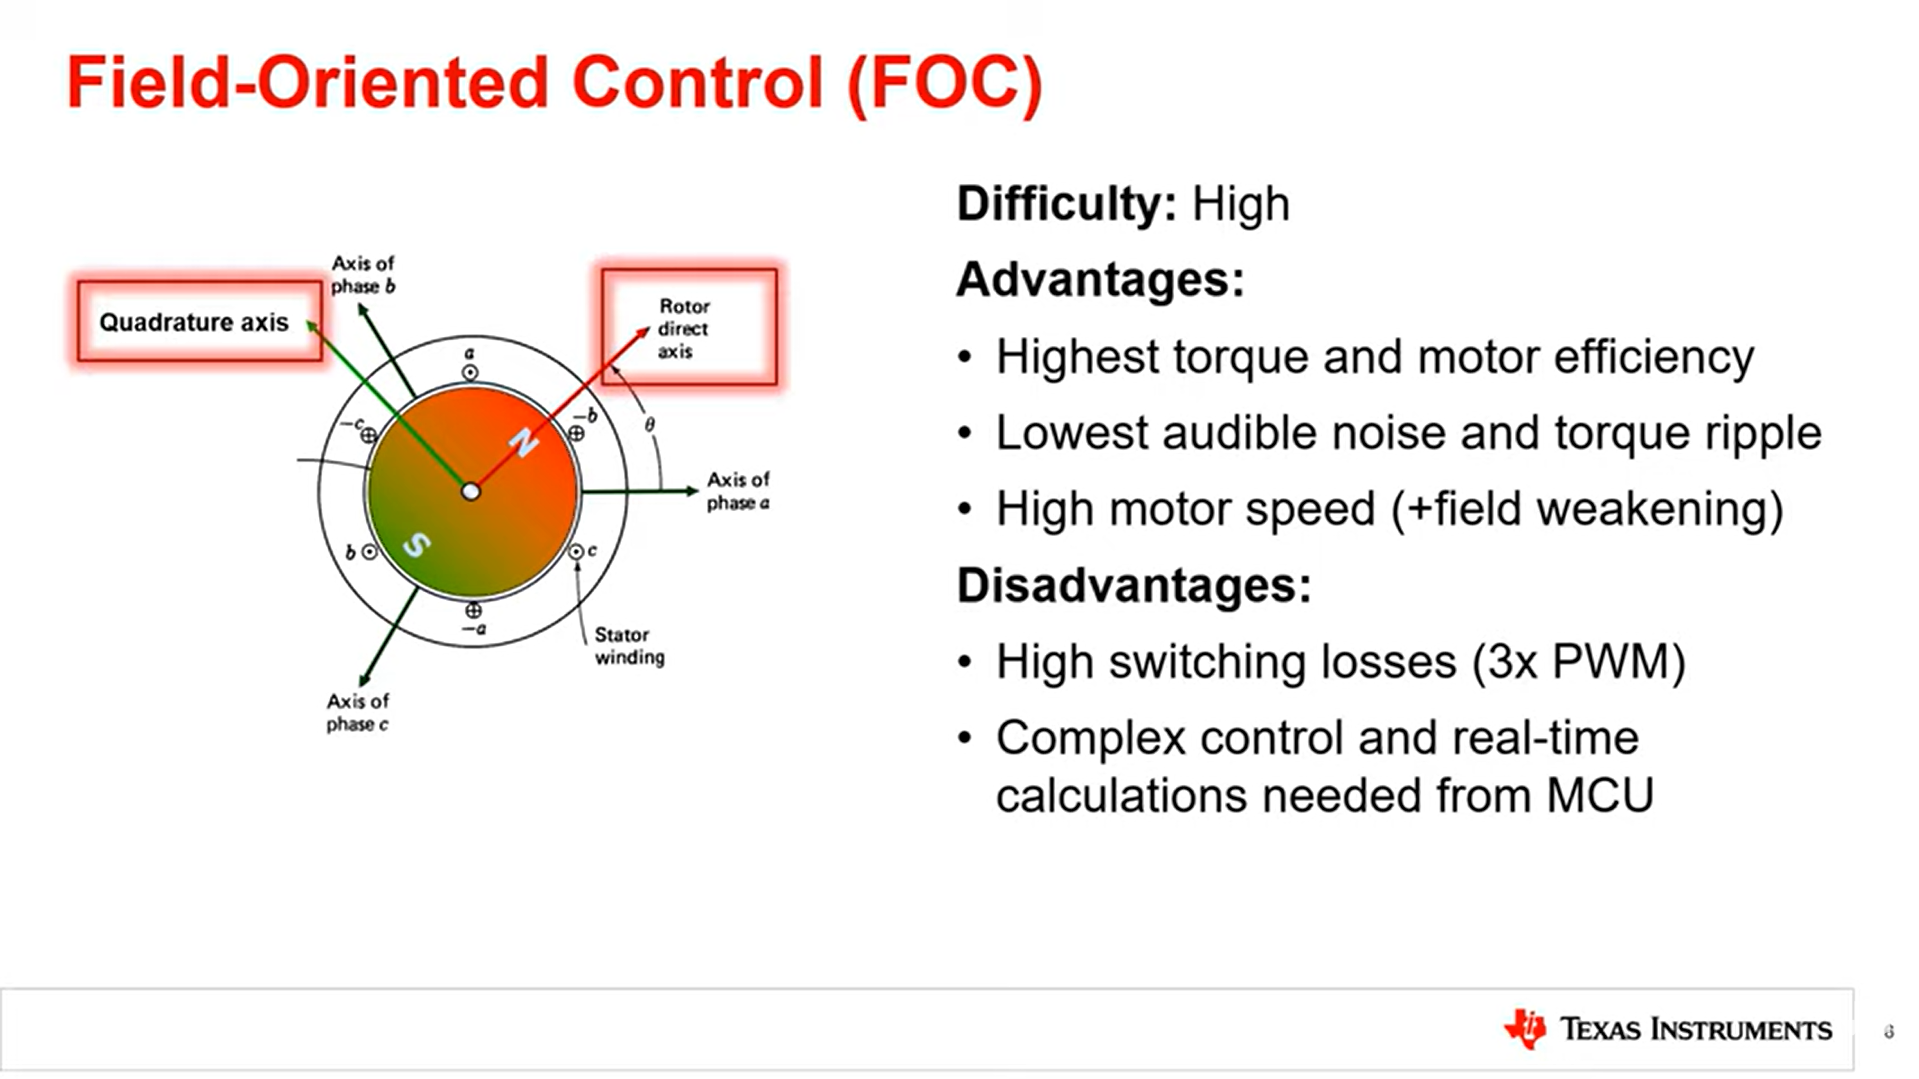 Field-Oriented Control (FOC)
Quadrature axis
Axis of
phase b
Rotor
direct
axis
a
−c
−b
N
θ
Axis of
phase a
b
S
c
−a
Stator
winding
Axis of
phase c
Difficulty: High
Advantages:
• Highest torque and motor efficiency
• Lowest audible noise and torque ripple
• High motor speed (+field weakening)
Disadvantages:
• High switching losses (3x PWM)
• Complex control and real-time
calculations needed from MCU
TEXAS INSTRUMENTS
6